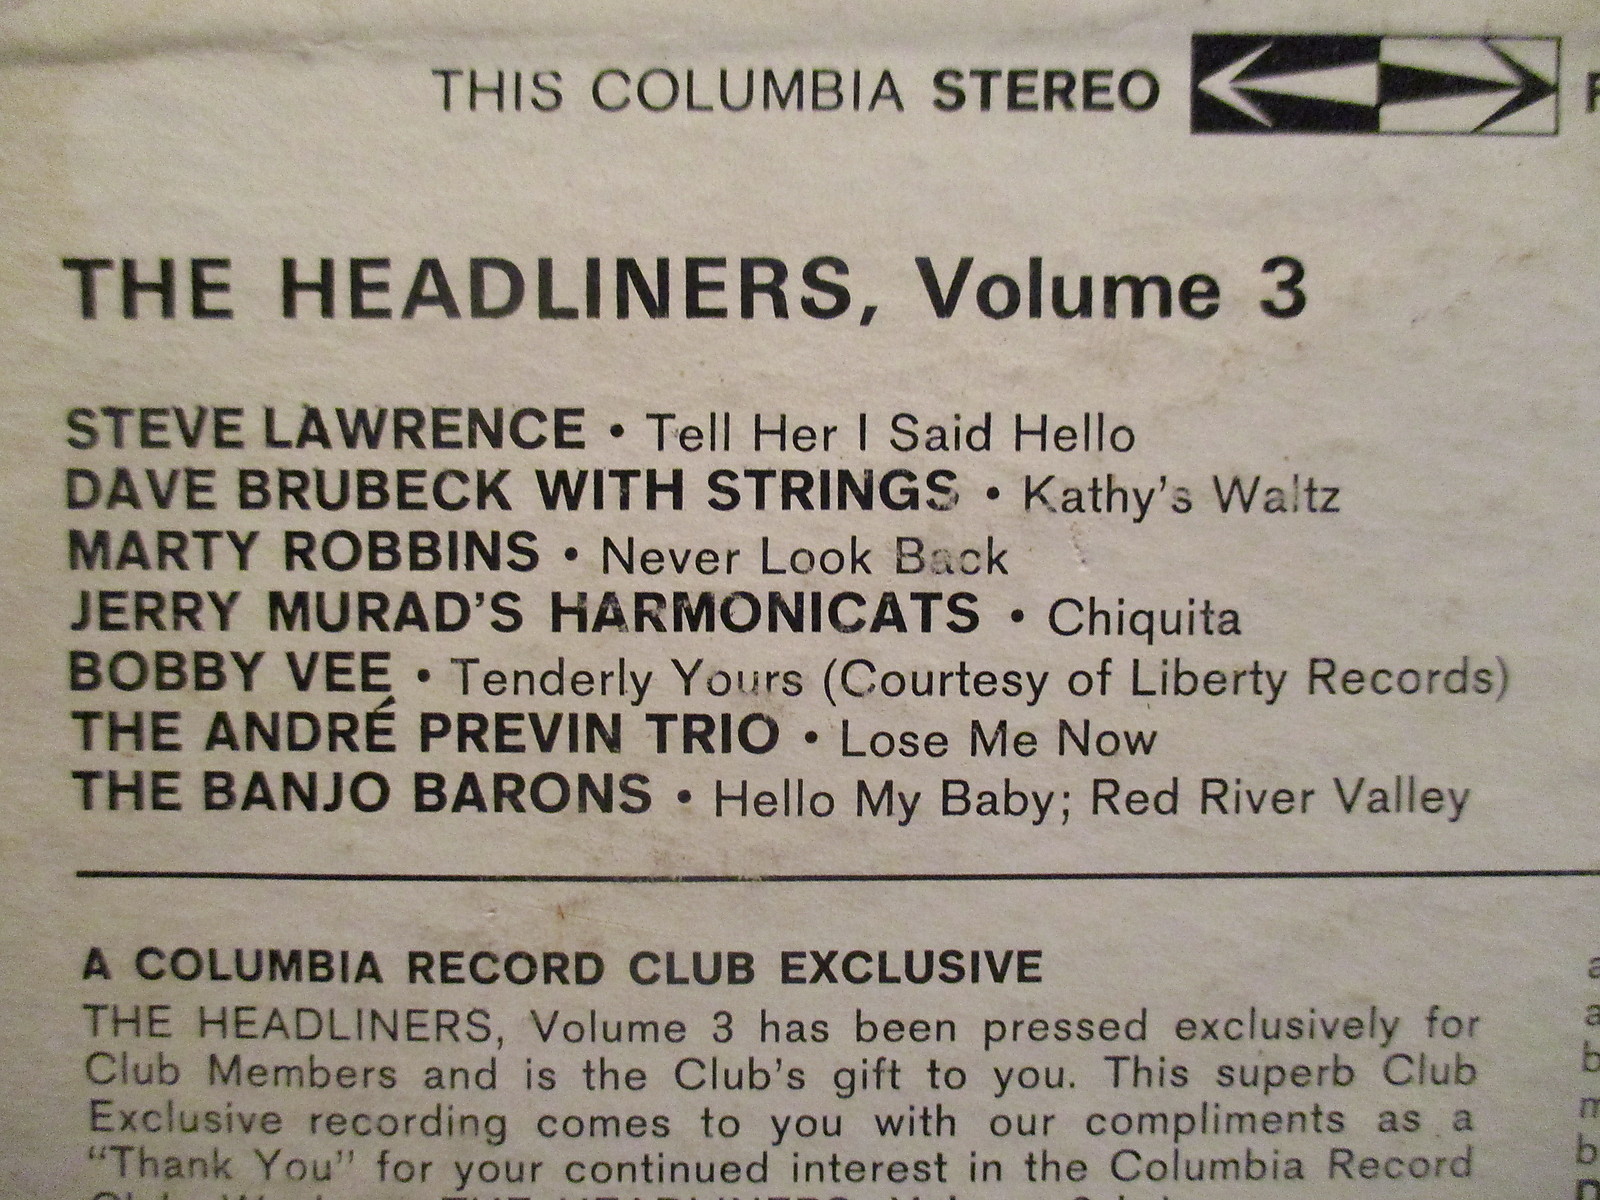 THIS COLUMBIA STEREO
THE HEADLINERS, Volume 3
STEVE LAWRENCE • Tell Her I Said Hello
DAVE BRUBECK WITH STRINGS • Kathy's Waltz
MARTY ROBBINS • Never Look Back
JERRY MURAD'S HARMONICATS • Chiquita
BOBBY VEE • Tenderly Yours (Courtesy of Liberty Records)
THE ANDRÉ PREVIN TRIO • Lose Me Now
THE BANJO BARONS • Hello My Baby; Red River Valley
A COLUMBIA RECORD CLUB EXCLUSIVE
THE HEADLINERS, Volume 3 has been pressed exclusively for
Club Members and is the Club's gift to you. This superb Club
Exclusive recording comes to you with our compliments as a
“Thank You” for your continued interest in the Columbia Record